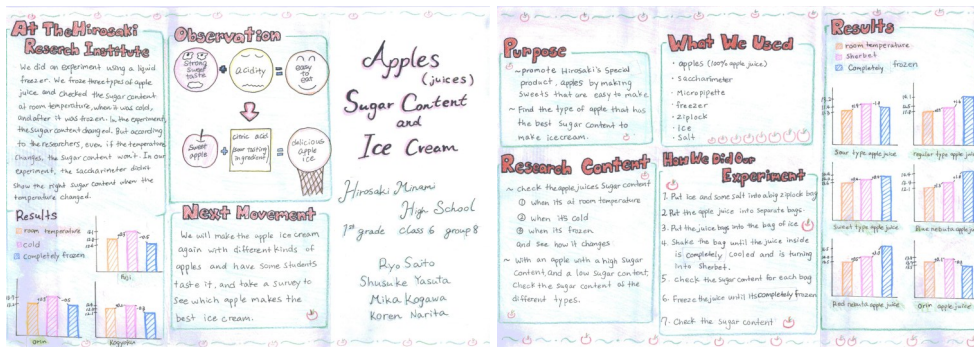 At The Hirosaki
Research Institute
We did an experiment using a liquid
freezer. We froze three types of apple
juice and checked the sugar content
at room temperature, when it was cold,
and after it was frozen. In the experiment,
the sugar content changed. But according
to the researchers, even if the temperature
changes, the sugar content won't. In our
experiment, the saccharimeter didn't
show the right sugar content when the
temperature changed.
Results
room temperature
cold
completely frozen
Fuji
Orin
Kogyoku
Observation
strong
sweet
taste
+
acidity
=
easy
to
eat
sweet
apple
+
citric acid
ingredient
=
delicious
apple
ice
Next Movement
We will make the apple ice cream
again with different kinds of
apples and have some students
taste it, and take a survey to
see which apple makes the
best ice cream.
Apples
(juices)
Sugar Content
and
Ice Cream
Hirosaki Minami
High School
1st grade class 6 group 8
Ryo Saito
Shusuke Yasuta
Mika Kogawa
Koren Narita
Purpose
~promote Hirosaki's special
product, apples by making
sweets that are easy to make
~ Find the type of apple that has
the best sugar content to
make icecream.
What We Used
・apples (100% apple juice)
・saccharimeter
・Micropipette
・freezer
・ziplock
・Ice
・Salt
Research Content
~ check the apple juices sugar content
① when its at room temperature
② when its cold
③ when its frozen
and see how it changes
~ With an apple with a high sugar
content, and a low sugar content,
Check the sugar content of the
different types.
How We Did Our
Experiment
1. Put ice and some salt into a big ziplock bag
2. Put the apple juice into separate bags.
3. Put the juice bags into the bag of ice
4. Shake the bag until the juice inside
is completely cooled and is turning
into sherbet.
5. Check the sugar content for each bag
6. Freeze the juice until its completely frozen
7. Check the sugar content
Results
room temperature
Sherbet
Completely frozen
Sour type apple juice
regular type apple juice
Sweet type apple juice
Blue nebuta apple juice
Red nebuta apple juice
Orin apple juice